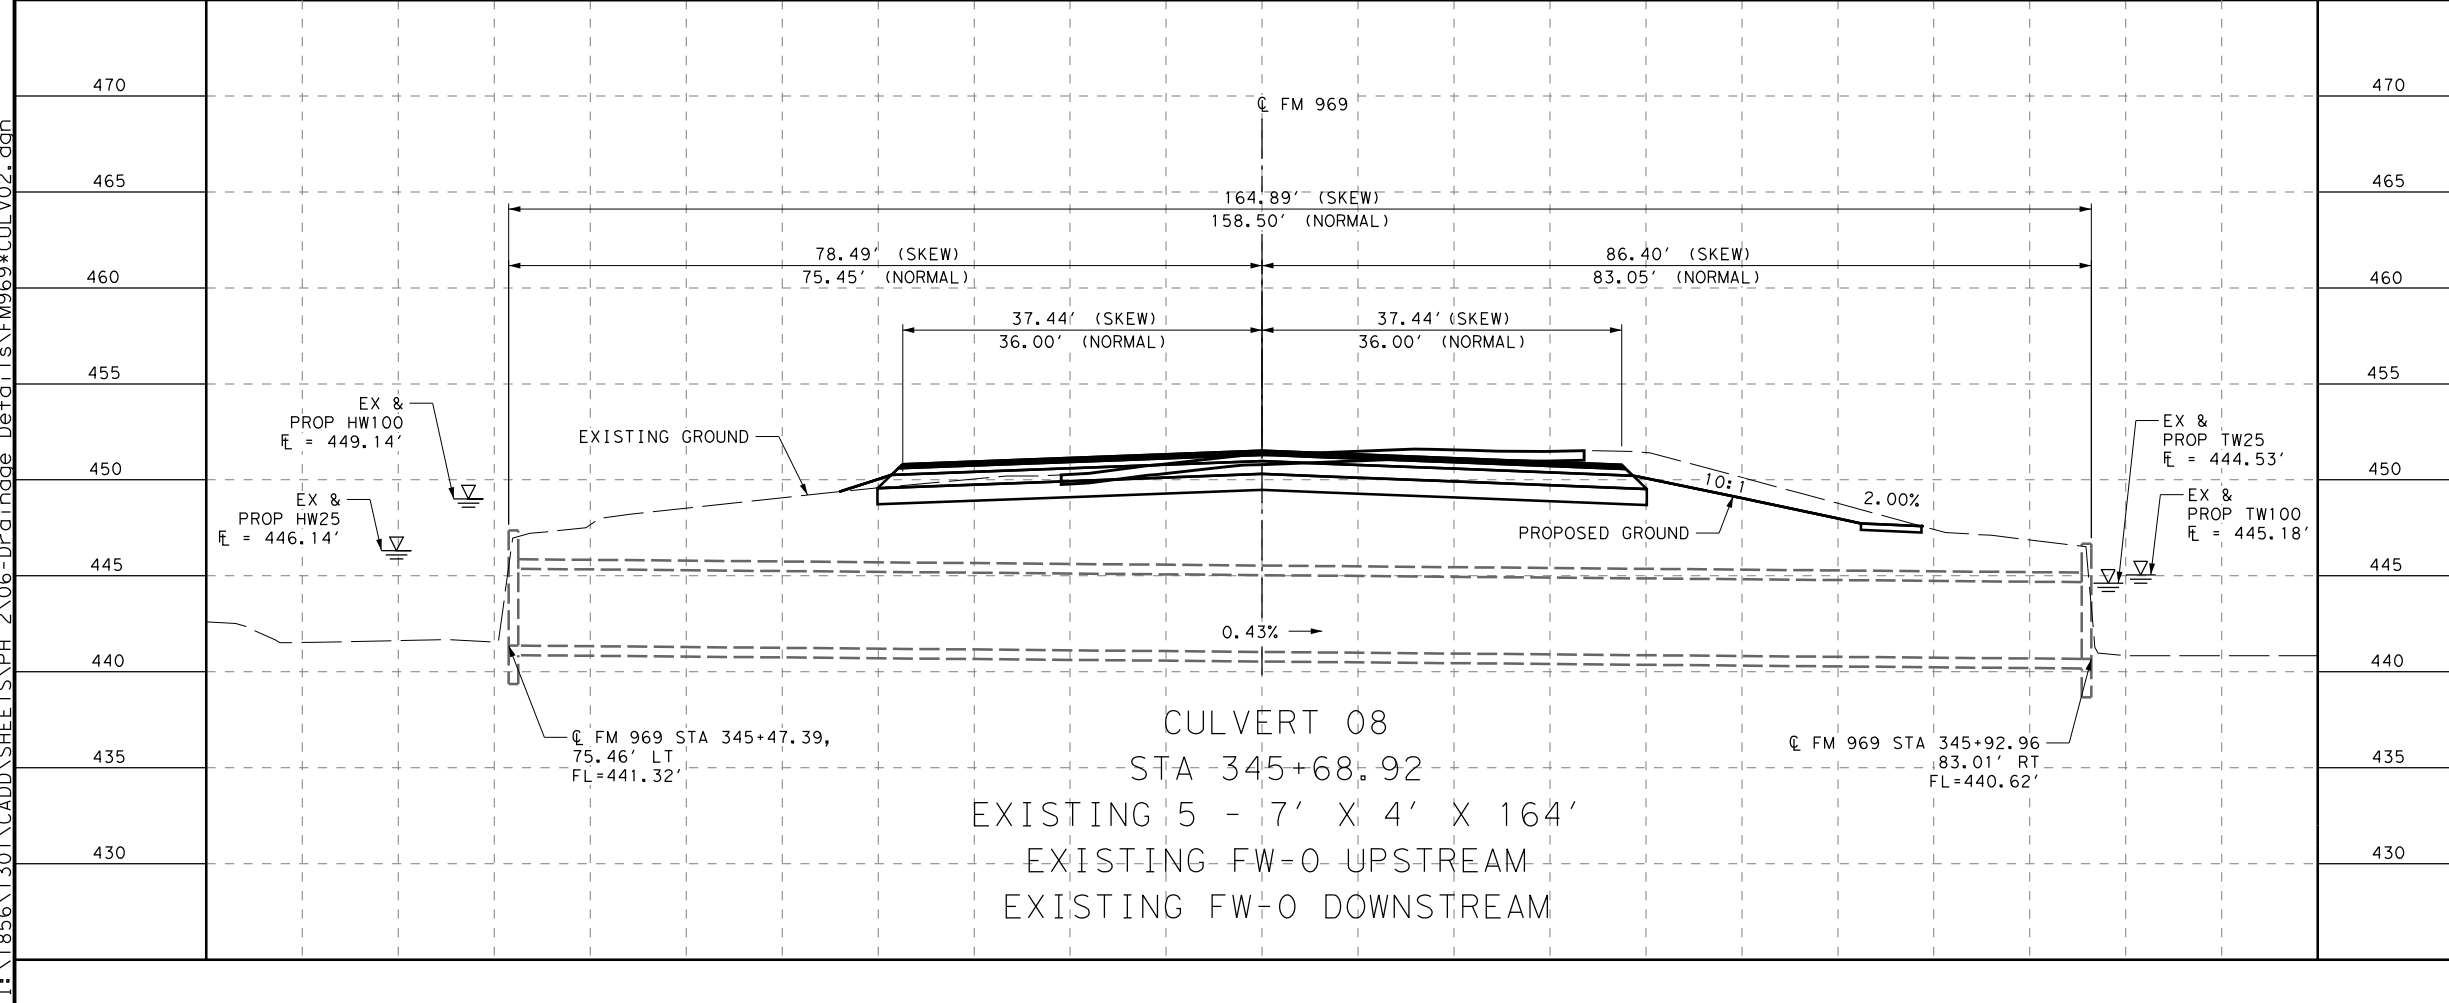 470
465
460
455
450
445
440
435
430
470
465
460
455
450
445
440
435
430
℄ FM 969
164.89' (SKEW)
158.50' (NORMAL)
78.49' (SKEW)
75.45' (NORMAL)
86.40' (SKEW)
83.05' (NORMAL)
37.44' (SKEW)
36.00' (NORMAL)
37.44' (SKEW)
36.00' (NORMAL)
EX &
PROP HW100
EL = 449.14'
EX &
PROP HW25
EL = 446.14'
EXISTING GROUND
10:1
2.00%
PROPOSED GROUND
EX &
PROP TW25
EL = 444.53'
EX &
PROP TW100
EL = 445.18'
0.43%
℄ FM 969 STA 345+47.39,
75.46' LT
FL=441.32'
℄ FM 969 STA 345+92.96
83.01' RT
FL=440.62'
CULVERT 08
STA 345+68.92
EXISTING 5 - 7' X 4' X 164'
EXISTING FW-0 UPSTREAM
EXISTING FW-0 DOWNSTREAM